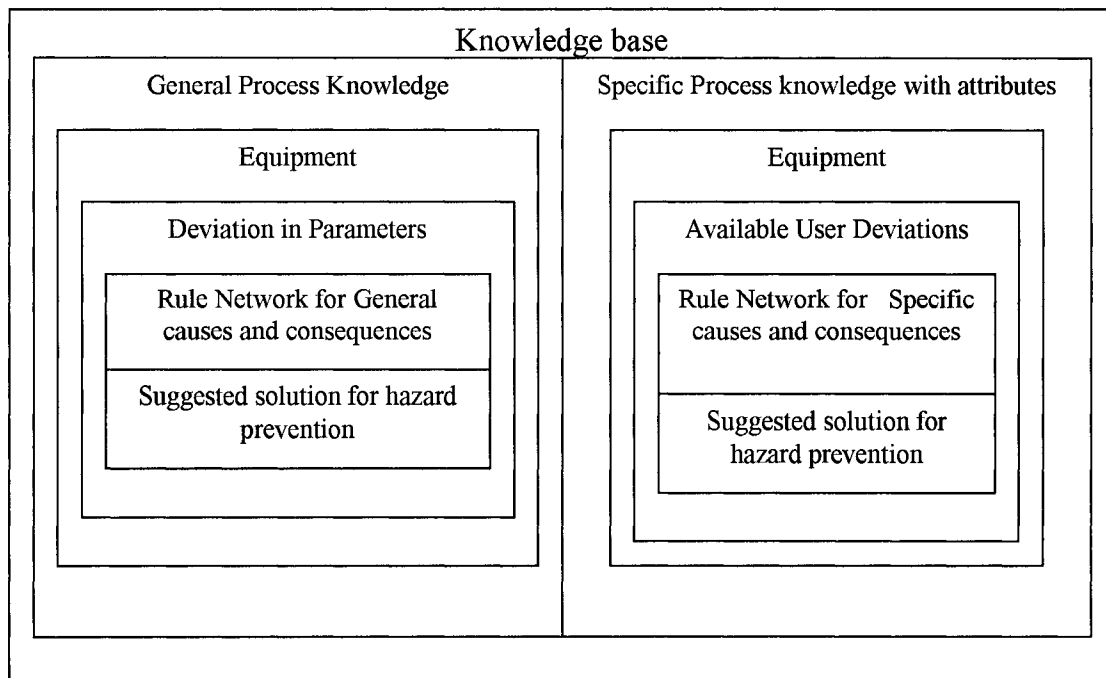 Knowledge base
General Process Knowledge
Equipment
Deviation in Parameters
Rule Network for General
causes and consequences
Suggested solution for hazard
prevention
Specific Process knowledge with attributes
Equipment
Available User Deviations
Rule Network for Specific
causes and consequences
Suggested solution for
hazard prevention